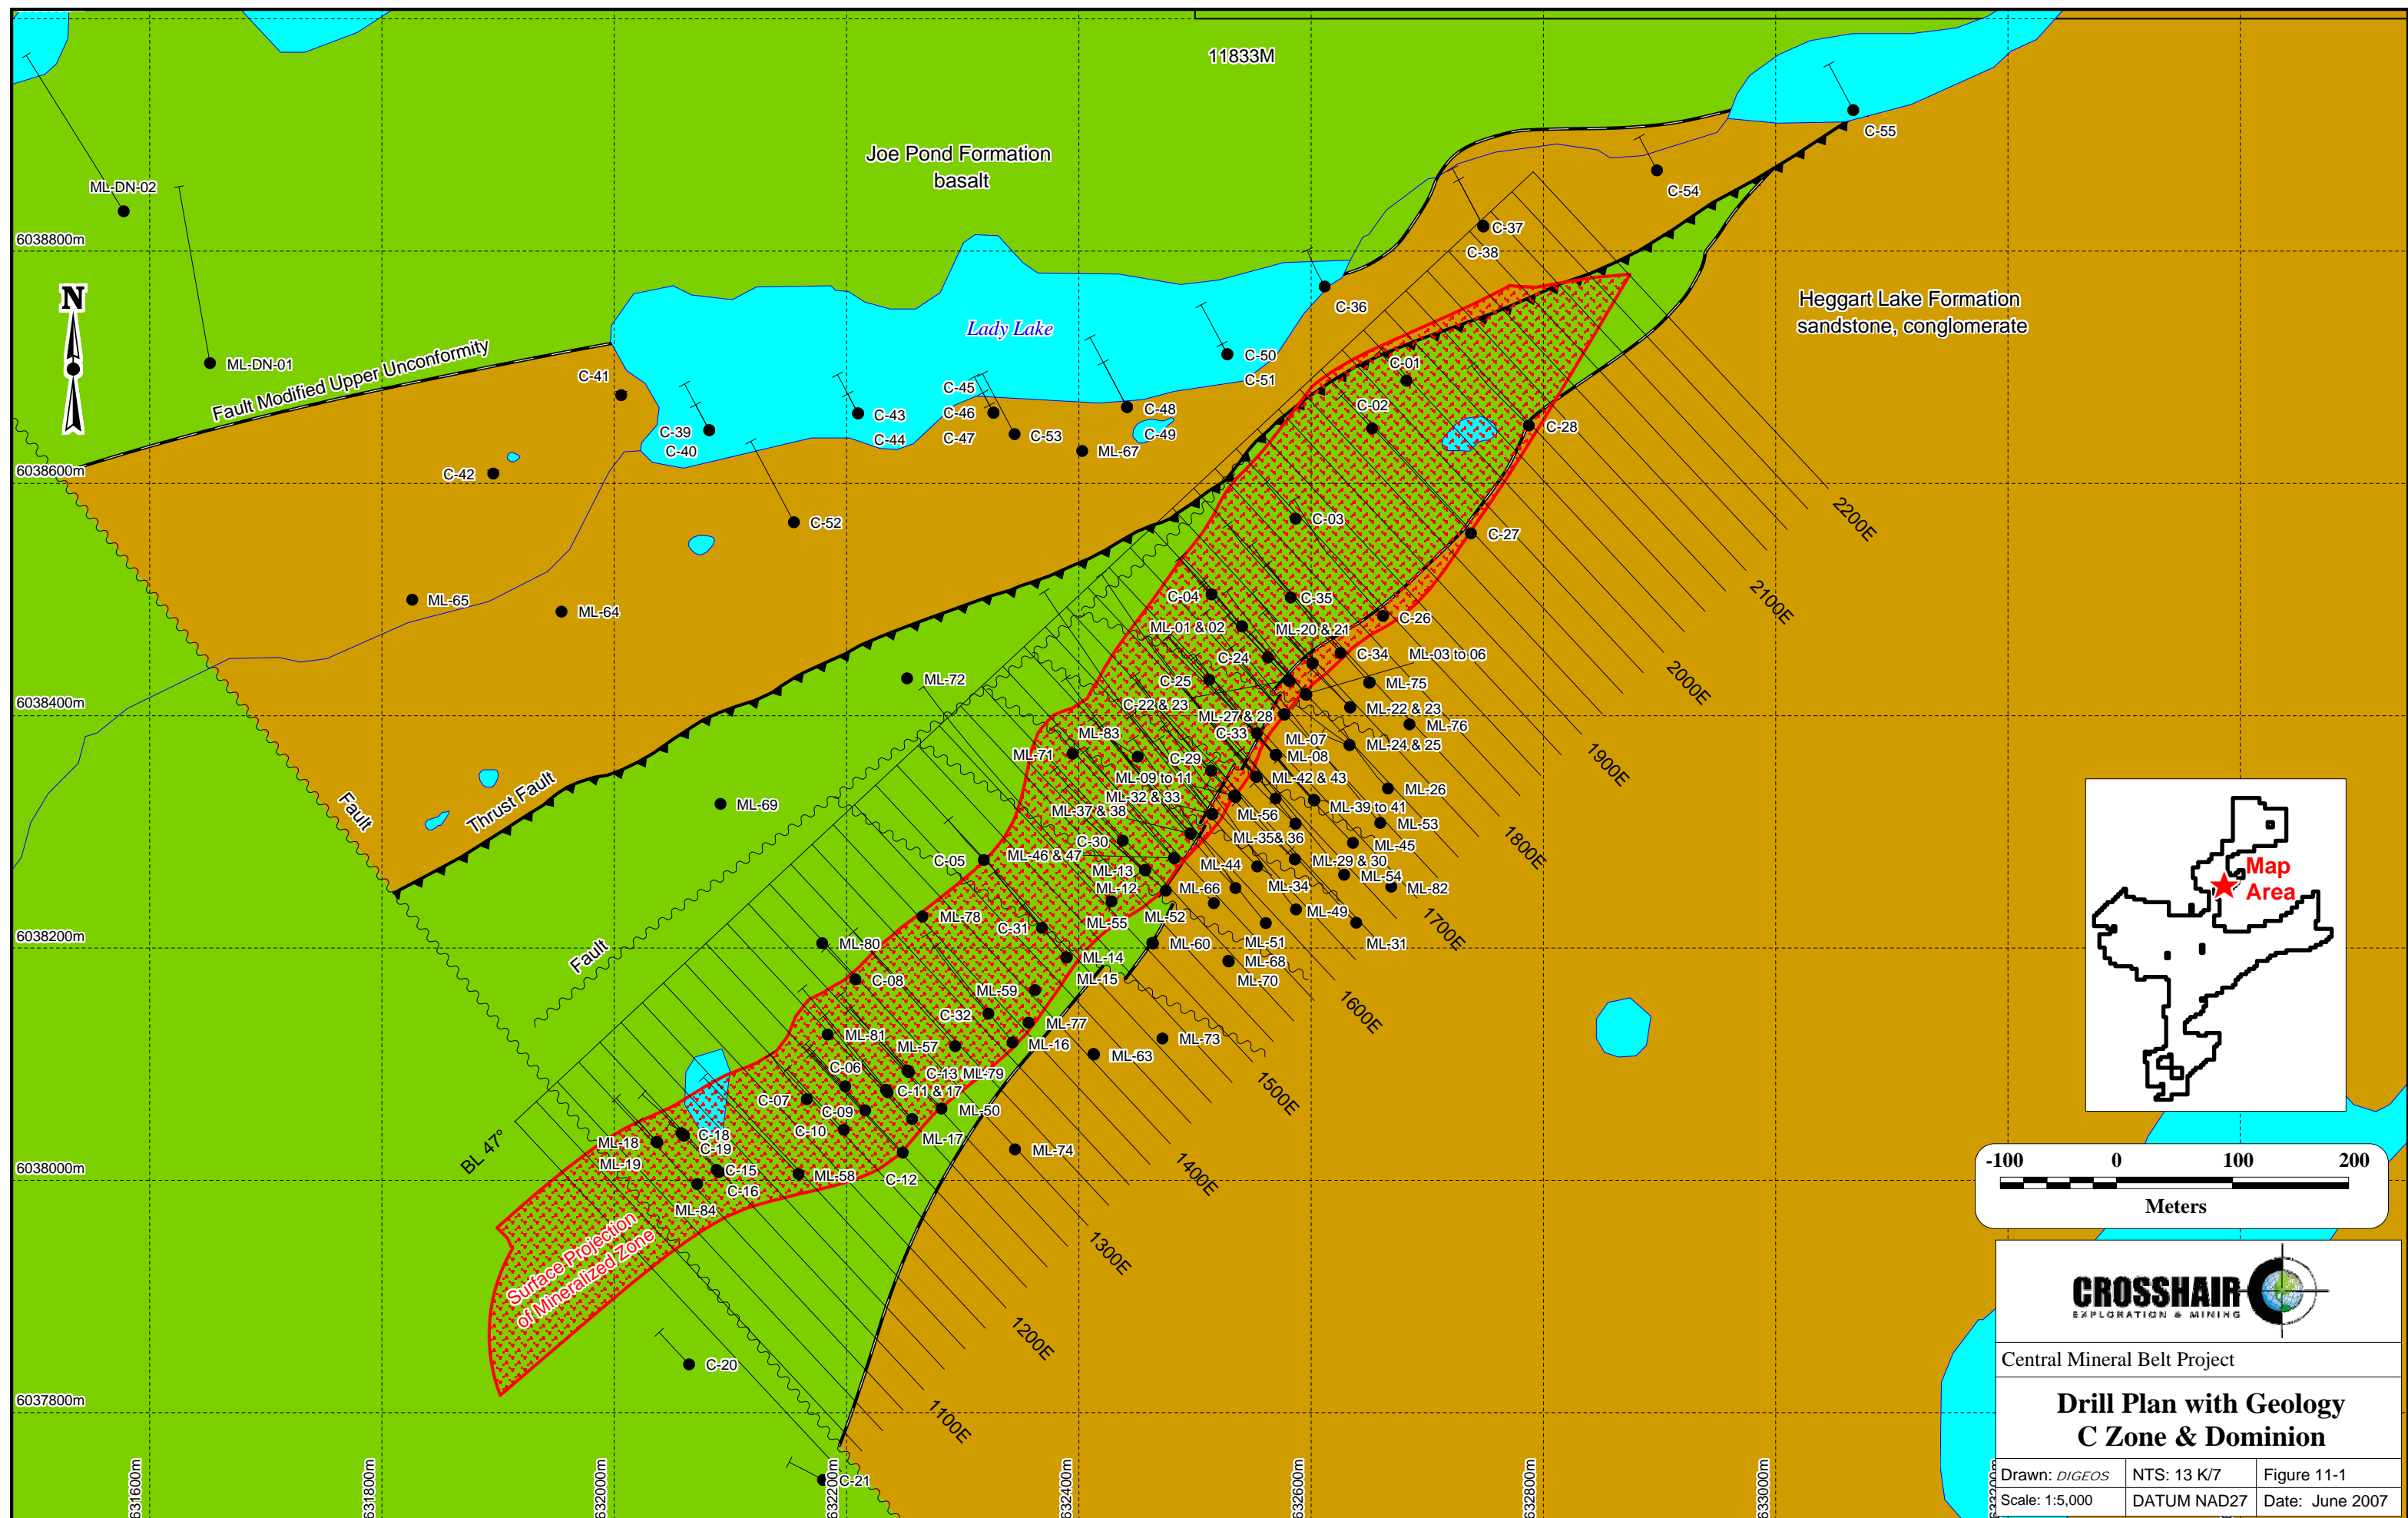 11833M
Joe Pond Formation
basalt
C-55
C-54
ML-DN-02
C-37
C-38
6038800m
N
C-36
Heggart Lake Formation
sandstone, conglomerate
Lady Lake
Fault Modified Upper Unconformity
ML-DN-01
C-50
C-51
C-41
C-01
C-45
C-43
C-46
C-48
C-02
C-39
C-44
C-47
C-53
C-49
C-28
C-40
ML-67
6038600m
C-42
C-52
C-03
C-27
2200E
ML-65
ML-64
C-04
C-35
2100E
C-26
ML-01 & 02
ML-20 & 21
C-24
C-34
ML-03 to 06
ML-72
C-25
ML-75
2000E
6038400m
C-22 & 23
ML-27 & 28
ML-22 & 23
ML-76
ML-83
C-33
ML-07
ML-24 & 25
ML-71
C-29
ML-08
1900E
ML-09 to 11
ML-42 & 43
ML-26
Fault
Thrust Fault
ML-69
ML-32 & 33
ML-39 to 41
ML-37 & 38
ML-56
ML-53
C-30
ML-35& 36
ML-45
1800E
C-05
ML-46 & 47
ML-44
ML-29 & 30
ML-13
ML-54
ML-12
ML-66
ML-34
ML-82
Map
Area
ML-78
C-31
ML-55
ML-52
ML-49
1700E
ML-80
ML-60
ML-51
ML-31
6038200m
Fault
ML-14
ML-68
C-08
ML-15
ML-70
ML-59
C-32
ML-77
1600E
ML-81
ML-57
ML-16
ML-73
ML-63
C-06
C-13
ML-79
C-07
C-11 & 17
1500E
C-09
ML-50
C-10
ML-17
BL 47°
ML-18
C-18
C-19
ML-74
ML-19
C-15
ML-58
C-12
1400E
6038000m
C-16
ML-84
-100 0 100 200
Meters
Surface Projection
of Mineralized Zone
1300E
1200E
C-20
1100E
6037800m
C-21
CROSSHAIR
EXPLORATION & MINING
Central Mineral Belt Project
Drill Plan with Geology
C Zone & Dominion
Drawn: DIGEOS
NTS: 13 K/7
Figure 11-1
Scale: 1:5,000
DATUM NAD27
Date: June 2007
631600m
631800m
632000m
632200m
632400m
632600m
632800m
633000m